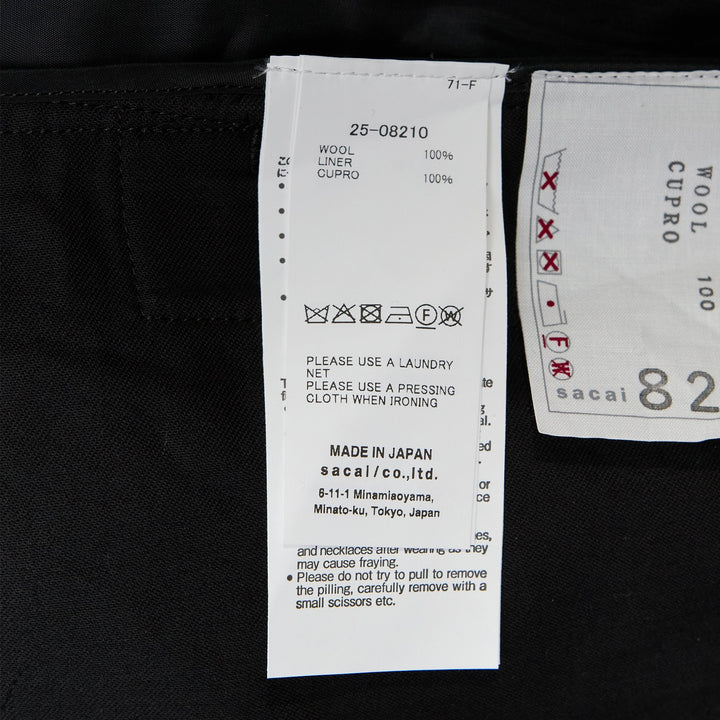 71-F
25-08210
WOOL 100%
LINER
CUPRO 100%
PLEASE USE A LAUNDRY
NET
PLEASE USE A PRESSING
CLOTH WHEN IRONING
MADE IN JAPAN
sacai/co.,ltd.
6-11-1 Minamiaoyama,
Minato-ku, Tokyo, Japan
and necklaces after wearing as they
may cause fraying.
• Please do not try to pull to remove
the pilling, carefully remove with a
small scissors etc.
WOOL 100
CUPRO
F
W
sacai 82